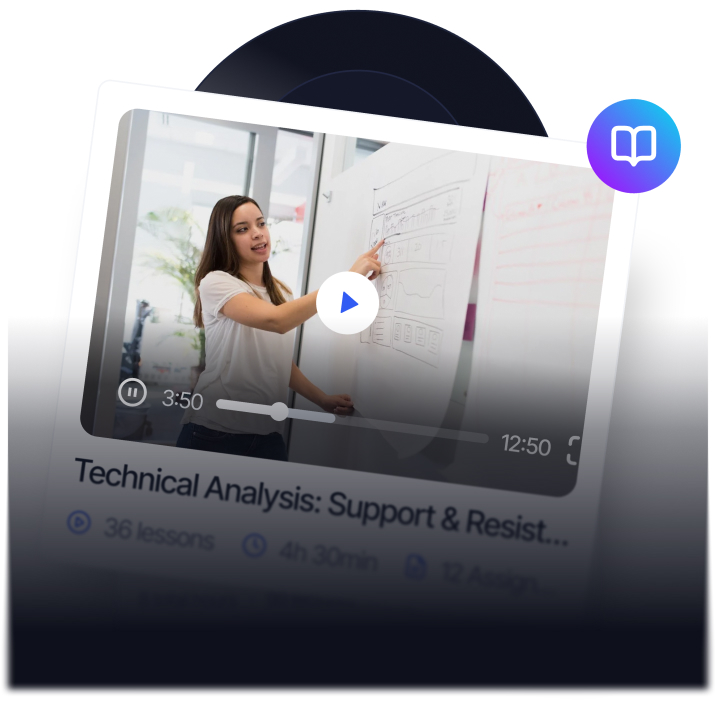 3:50
12:50
Technical Analysis: Support & Resist...
36 lessons
4h 30min
12 Assign...